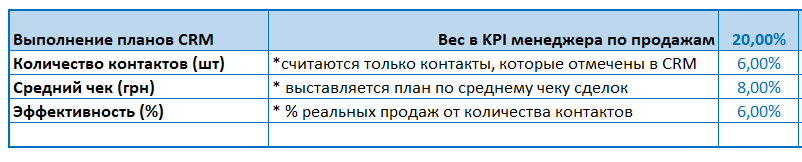 Выполнение планов CRM Вес в KPI менеджера по продажам 20,00%
Количество контактов (шт) *считаются только контакты, которые отмечены в CRM 6,00%
Средний чек (грн) * выставляется план по среднему чеку сделок 8,00%
Эффективность (%) * % реальных продаж от количества контактов 6,00%